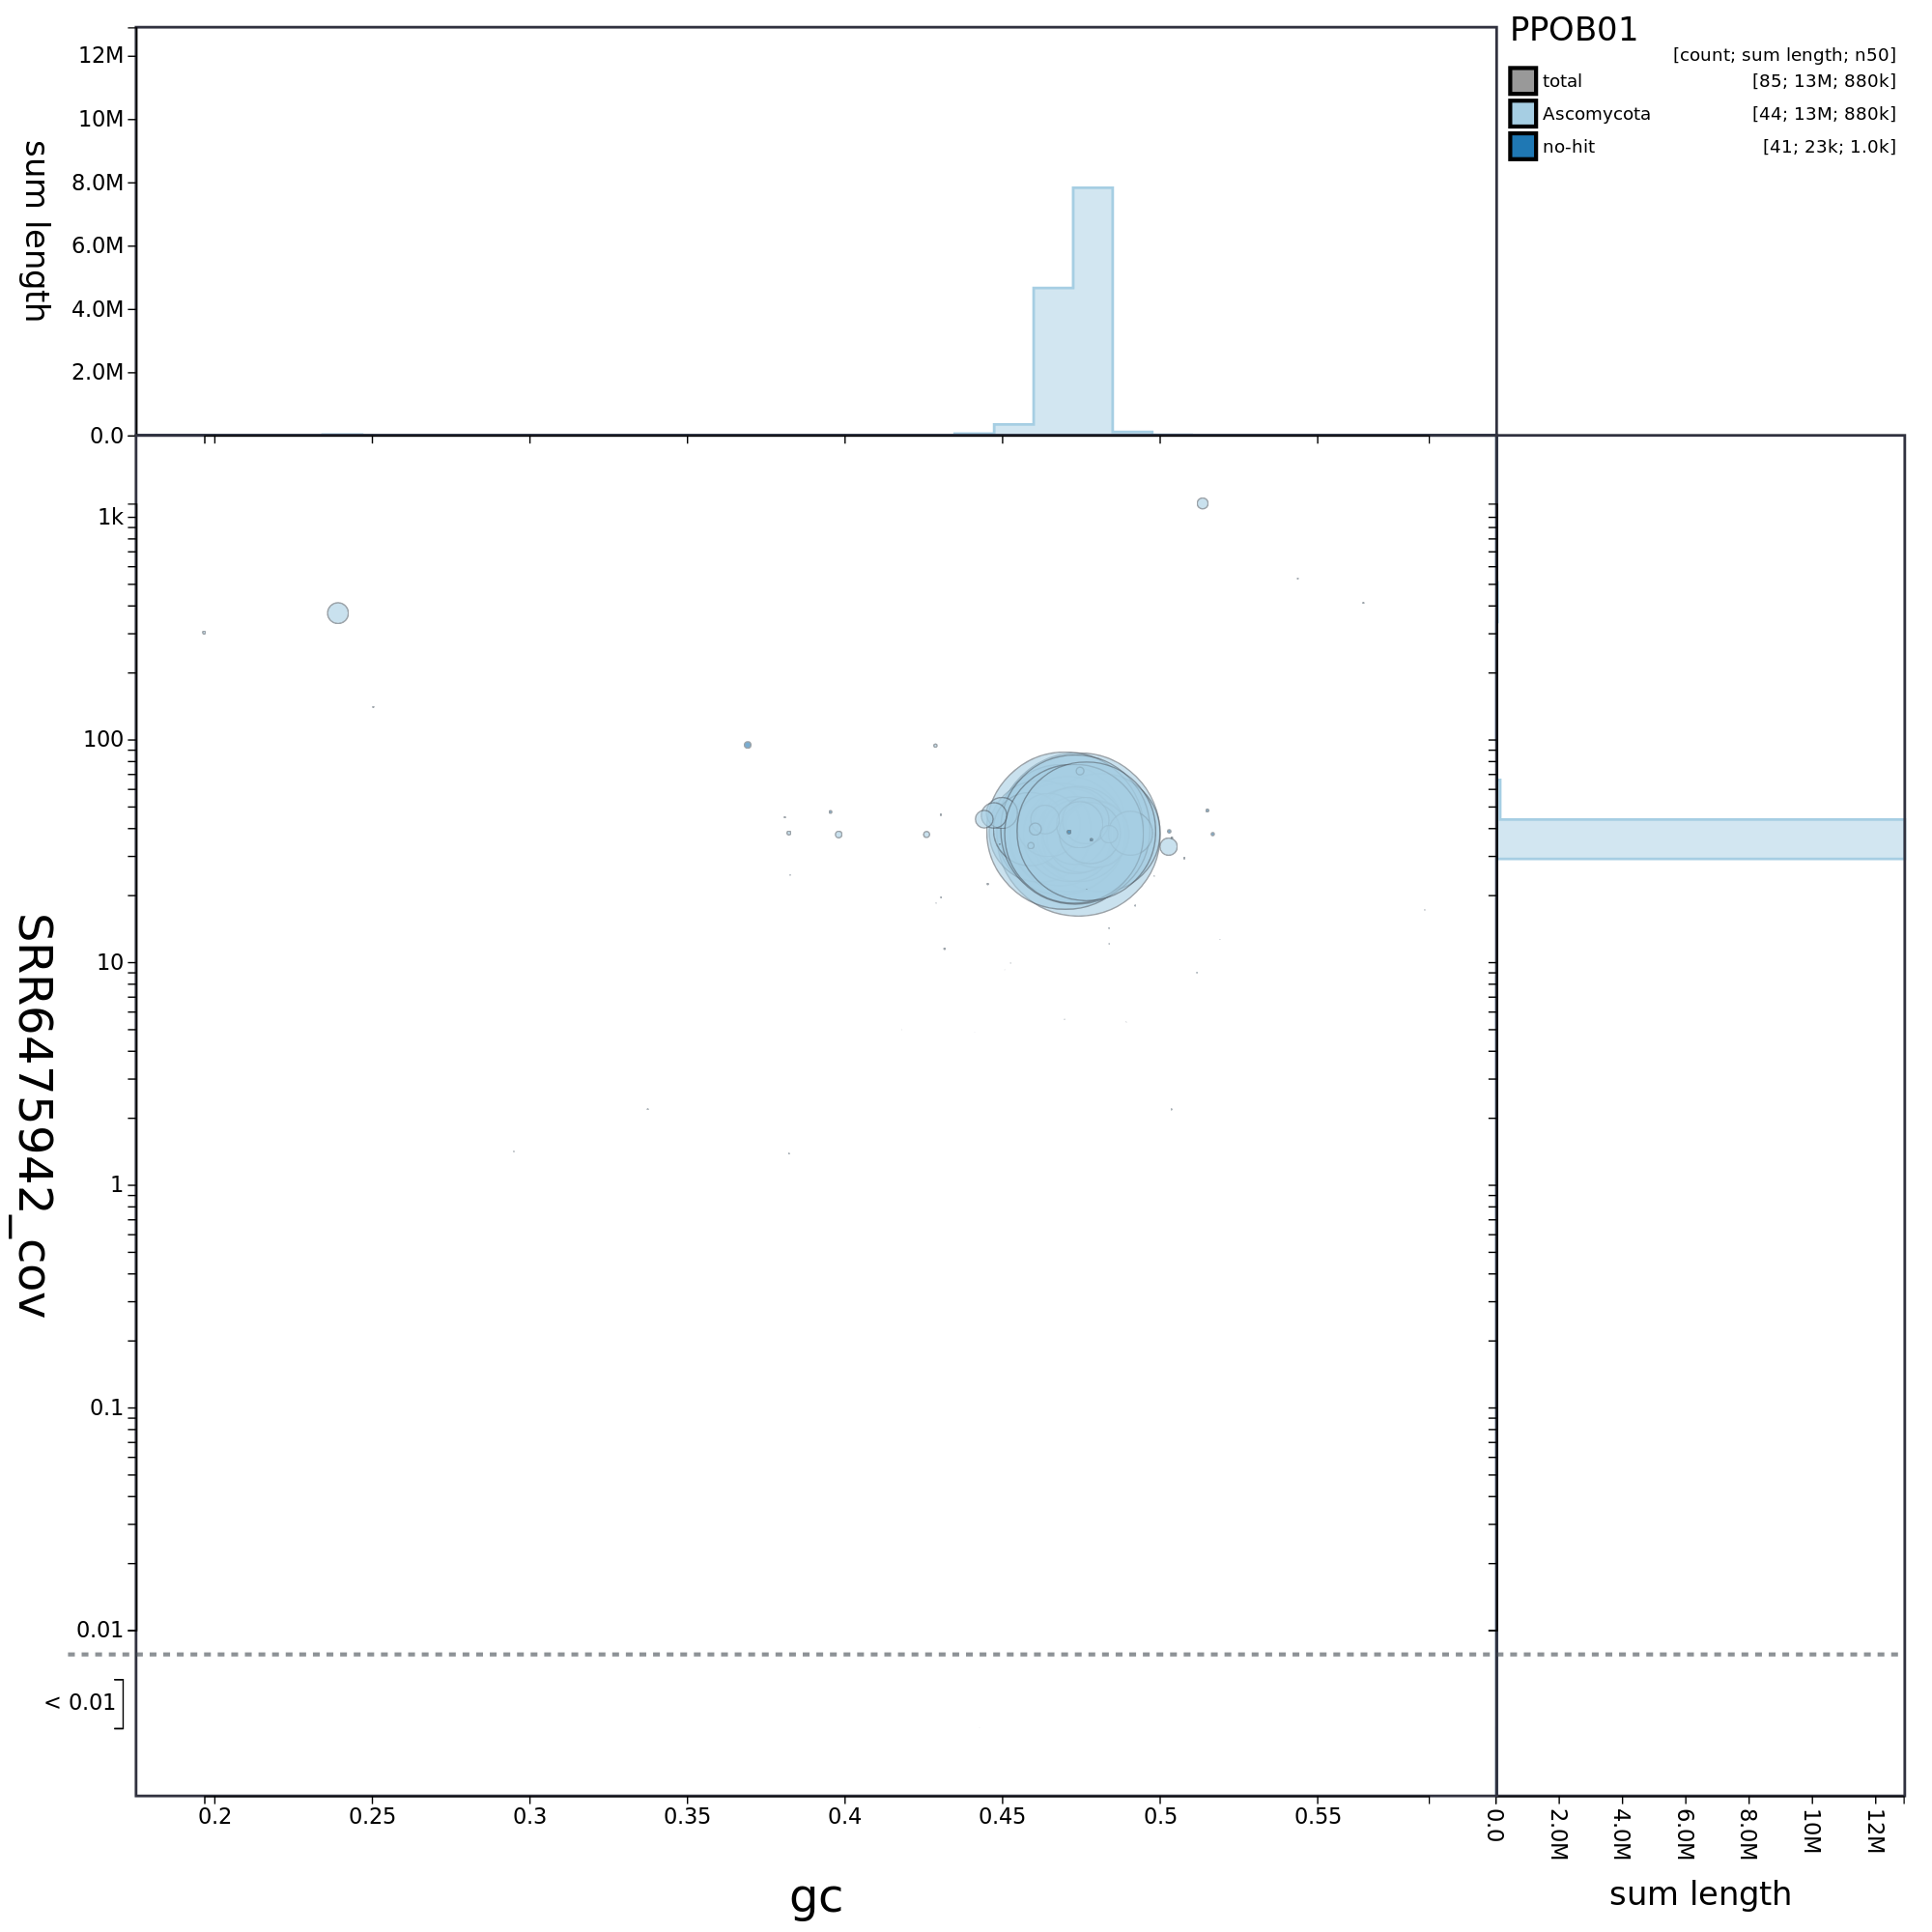 PPOB01
[count; sum length; n50]
total [85; 13M; 880k]
Ascomycota [44; 13M; 880k]
no-hit [41; 23k; 1.0k]
sum length
12M
10M
8.0M
6.0M
4.0M
2.0M
0.0
SRR6475942_cov
1k
100
10
1
0.1
0.01
< 0.01
0.2 0.25 0.3 0.35 0.4 0.45 0.5 0.55
gc
0.0 2.0M 4.0M 6.0M 8.0M 10M 12M
sum length